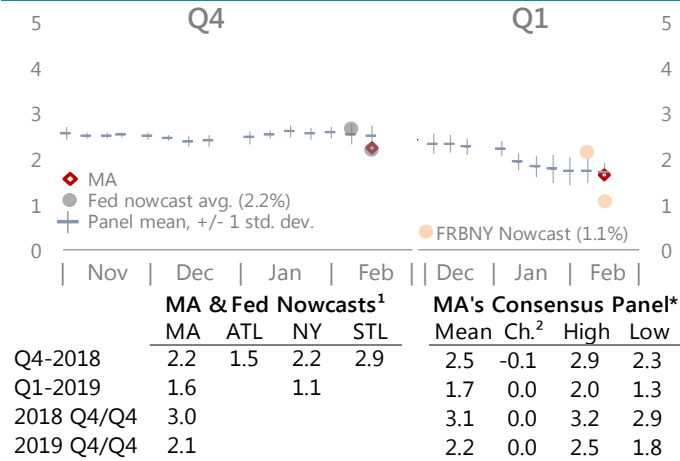 Q4 Q1
5 5
4 4
3 3
2 2
1 1
0 0
MA
Fed nowcast avg. (2.2%)
Panel mean, +/- 1 std. dev.
FRBNY Nowcast (1.1%)
| Nov | Dec | Jan | Feb || Dec | Jan | Feb |
MA & Fed Nowcasts¹ MA's Consensus Panel*
MA ATL NY STL Mean Ch.² High Low
Q4-2018 2.2 1.5 2.2 2.9 2.5 -0.1 2.9 2.3
Q1-2019 1.6 1.1 1.7 0.0 2.0 1.3
2018 Q4/Q4 3.0 3.1 0.0 3.2 2.9
2019 Q4/Q4 2.1 2.2 0.0 2.5 1.8